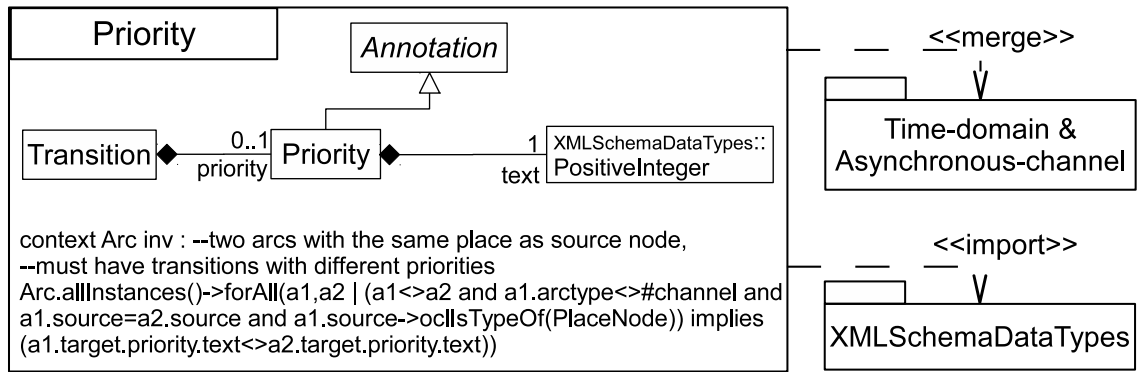 Priority
<<merge>>
Annotation
Time-domain &
Asynchronous-channel
Transition
0..1
priority
Priority
1
text
XMLSchemaDataTypes::
PositiveInteger
context Arc inv : --two arcs with the same place as source node,
--must have transitions with different priorities
Arc.allInstances()->forAll(a1,a2 | (a1<>a2 and a1.arctype<>#channel and
a1.source=a2.source and a1.source->oclIsTypeOf(PlaceNode)) implies
(a1.target.priority.text<>a2.target.priority.text))
<<import>>
XMLSchemaDataTypes